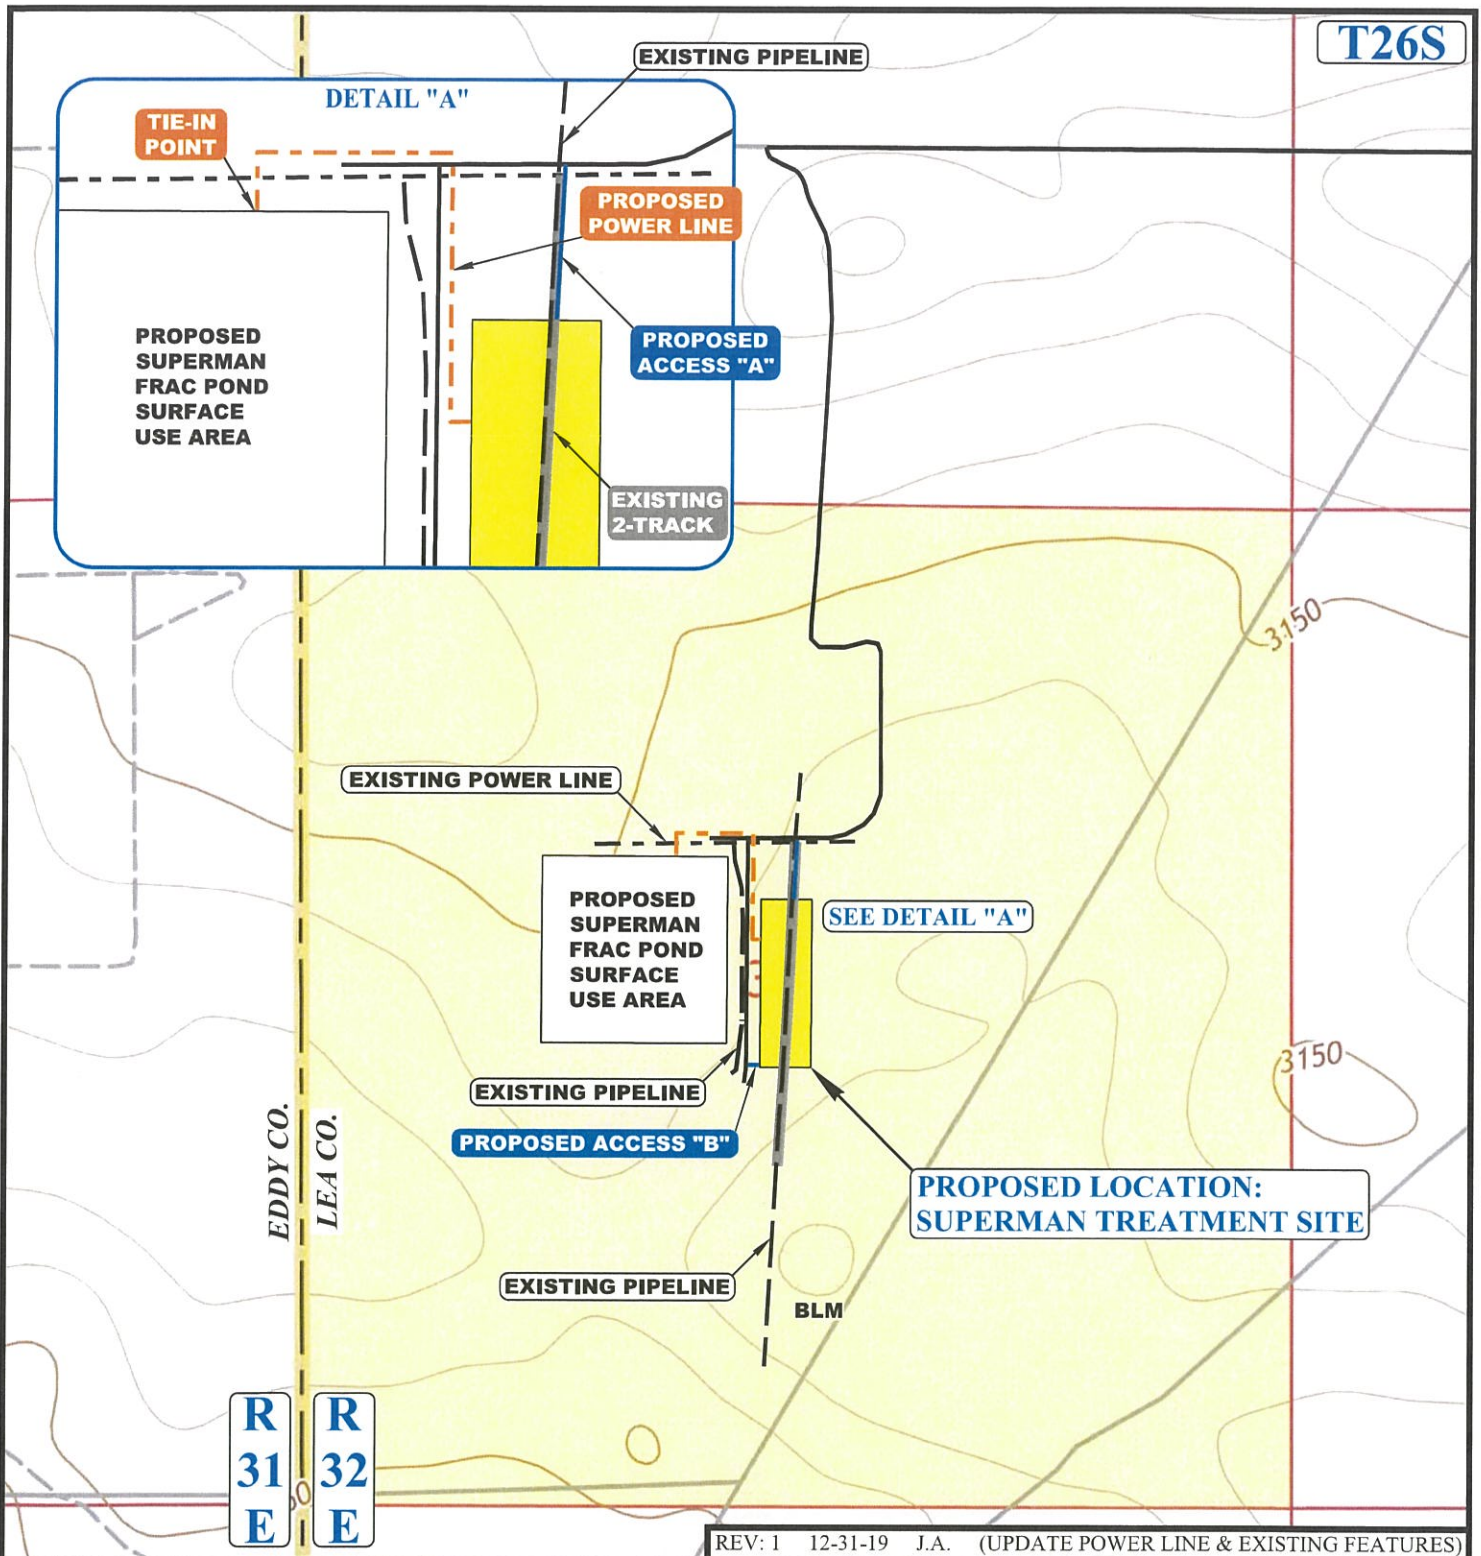 T26S
EXISTING PIPELINE
DETAIL "A"
TIE-IN
POINT
PROPOSED
POWER LINE
PROPOSED
SUPERMAN
FRAC POND
SURFACE
USE AREA
PROPOSED
ACCESS "A"
EXISTING
2-TRACK
3150
EXISTING POWER LINE
PROPOSED
SUPERMAN
FRAC POND
SURFACE
USE AREA
SEE DETAIL "A"
3150
EXISTING PIPELINE
PROPOSED ACCESS "B"
EDDY CO.
LEA CO.
PROPOSED LOCATION:
SUPERMAN TREATMENT SITE
EXISTING PIPELINE
BLM
R
31
E
R
32
E
REV: 1 12-31-19 J.A. (UPDATE POWER LINE & EXISTING FEATURES)